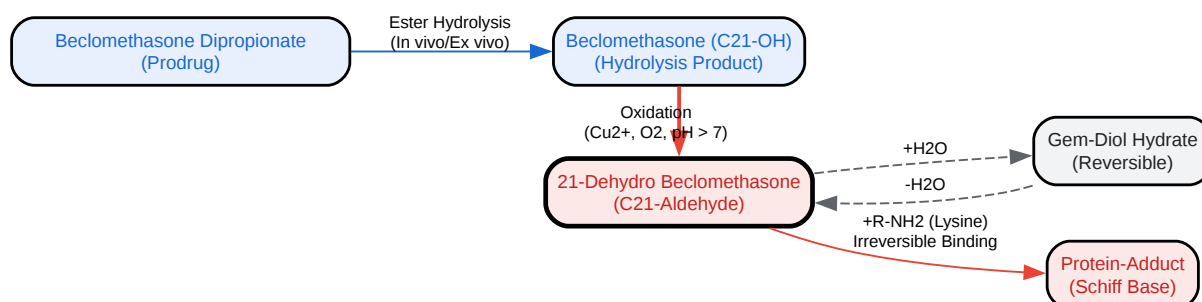 Beclomethasone Dipropionate
(Prodrug)
Ester Hydrolysis
(In vivo/Ex vivo)
Beclomethasone (C21-OH)
(Hydrolysis Product)
Oxidation
(Cu2+, O2, pH > 7)
21-Dehydro Beclomethasone
(C21-Aldehyde)
+H2O
-H2O
Gem-Diol Hydrate
(Reversible)
+R-NH2 (Lysine)
Irreversible Binding
Protein-Adduct
(Schiff Base)